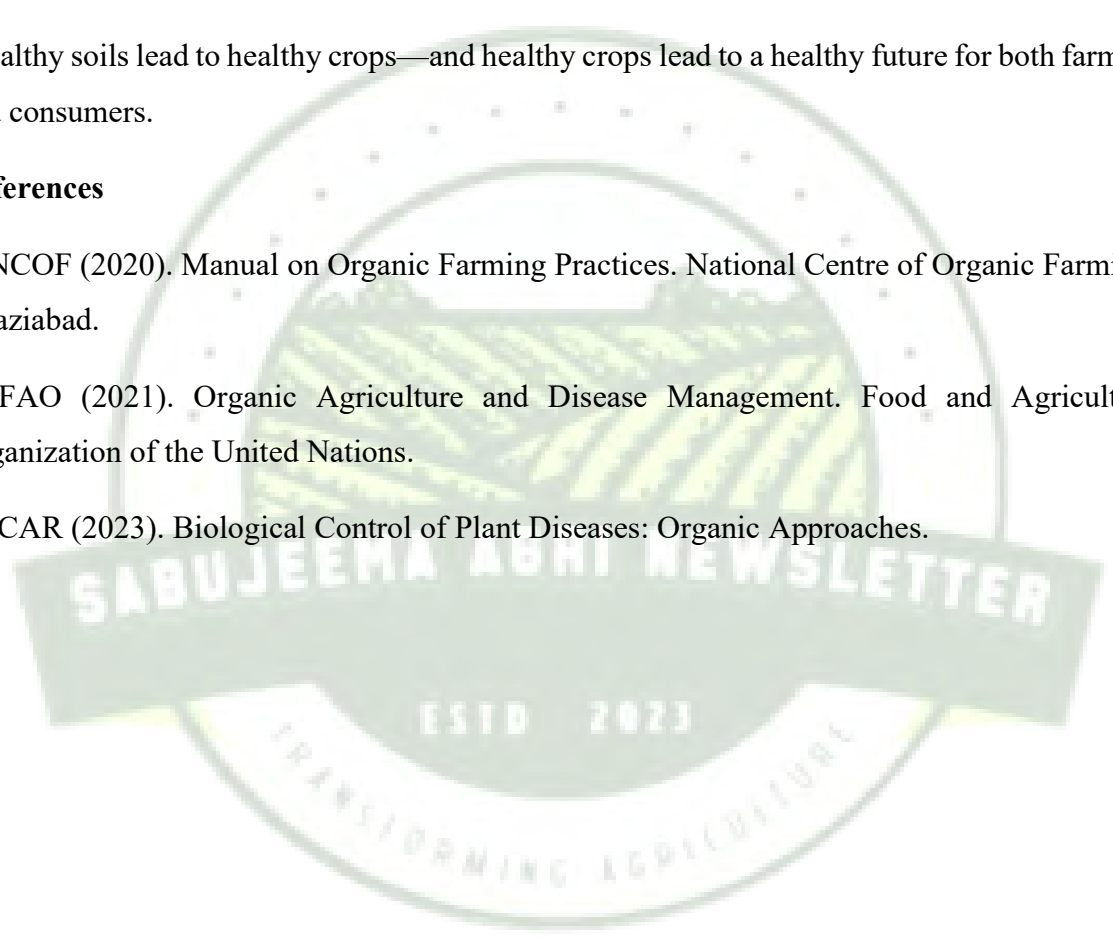 althy soils lead to healthy crops—and healthy crops lead to a healthy future for both farm
consumers.
ferences
NCOF (2020). Manual on Organic Farming Practices. National Centre of Organic Farmi
aziabad.
FAO (2021). Organic Agriculture and Disease Management. Food and Agricult
ganization of the United Nations.
CAR (2023). Biological Control of Plant Diseases: Organic Approaches.
SABUJEEMA AGRI NEWSLETTER
ESTD 2023
TRANSFORMING AGRICULTURE